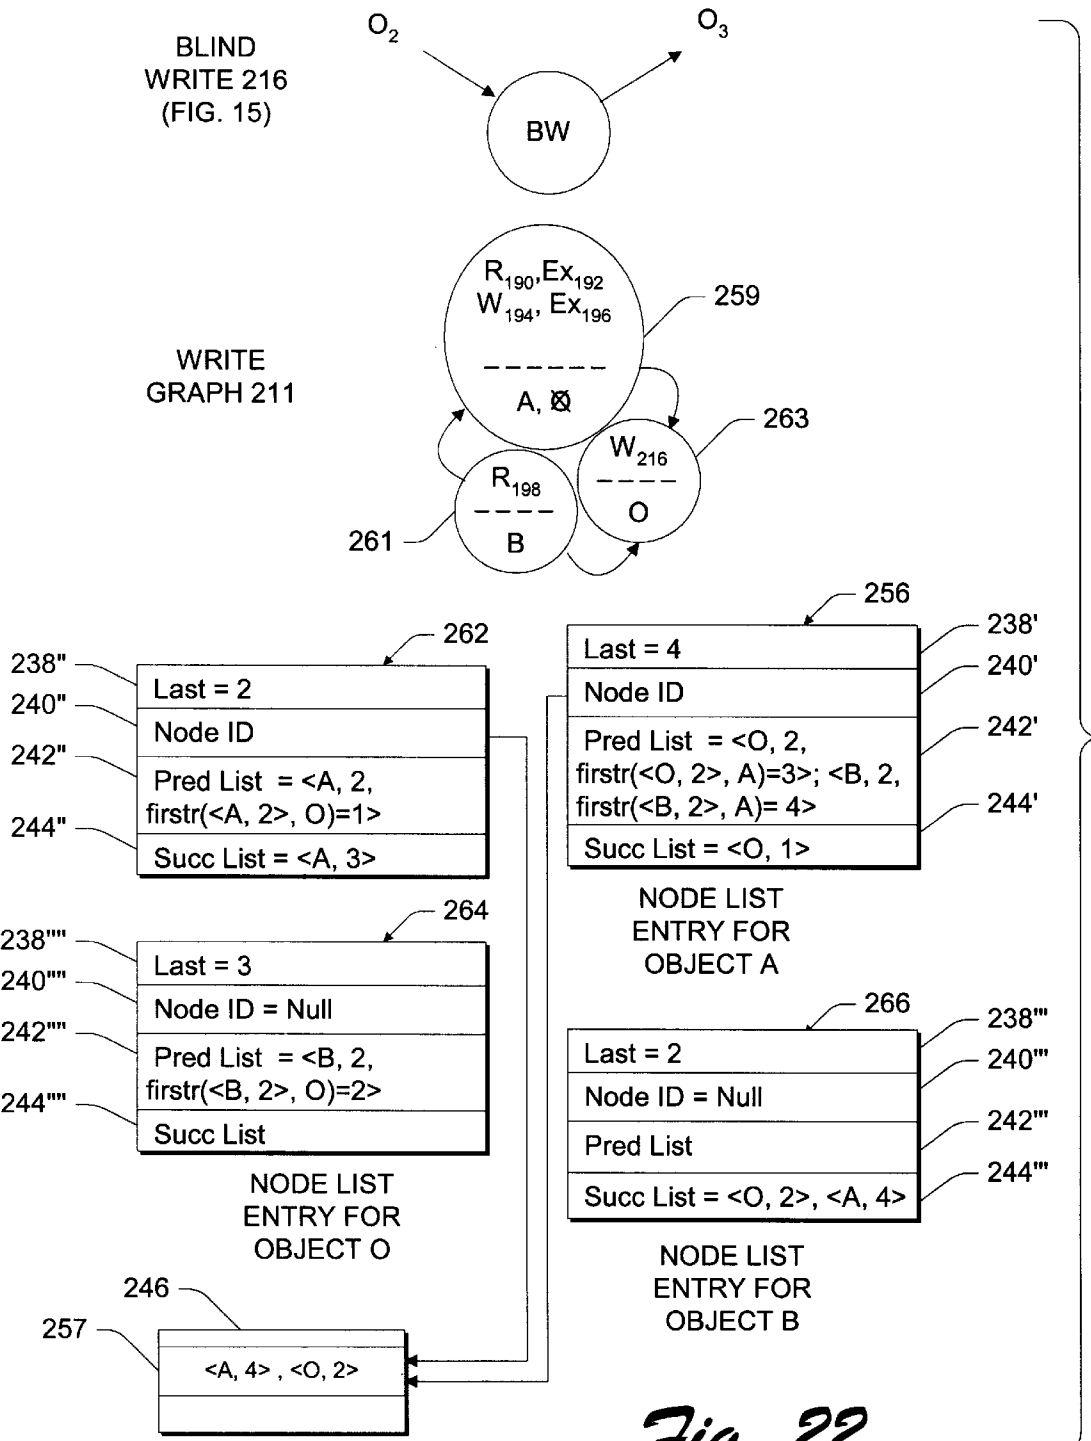 BLIND
WRITE 216
(FIG. 15)
O2
O3
BW
WRITE
GRAPH 211
R190,Ex192
W194, Ex196
A, O
259
W216
O
263
R198
B
261
262
238"
Last = 2
240"
Node ID
242"
Pred List = <A, 2,
firstr(<A, 2>, O)=1>
244"
Succ List = <A, 3>
256
Last = 4
238'
Node ID
240'
Pred List = <O, 2,
firstr(<O, 2>, A)=3>; <B, 2,
firstr(<B, 2>, A)= 4>
242'
Succ List = <O, 1>
244'
NODE LIST
ENTRY FOR
OBJECT A
264
238""
Last = 3
240""
Node ID = Null
242""
Pred List = <B, 2,
firstr(<B, 2>, O)=2>
244""
Succ List
NODE LIST
ENTRY FOR
OBJECT O
266
Last = 2
238"'
Node ID = Null
240"'
Pred List
242"'
Succ List = <O, 2>, <A, 4>
244"'
NODE LIST
ENTRY FOR
OBJECT B
246
257
<A, 4> , <O, 2>
Fig. 22